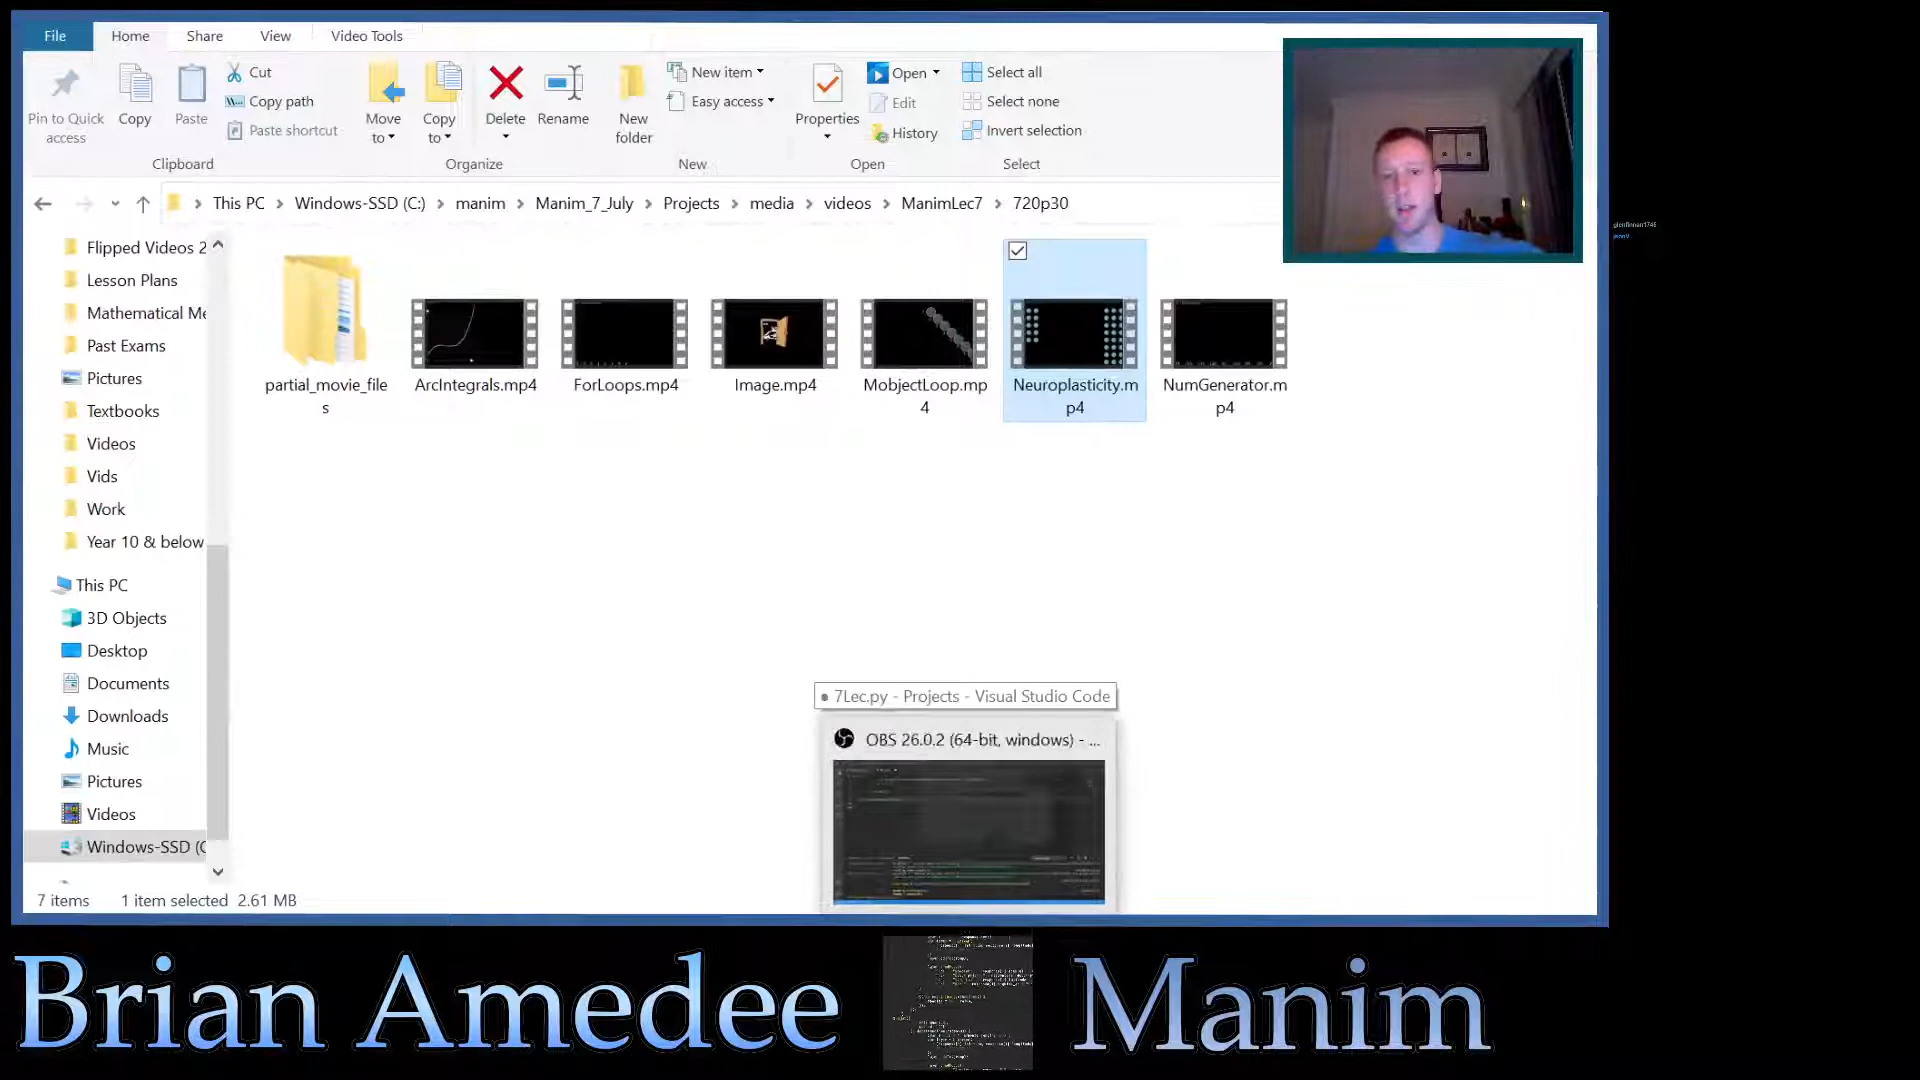 File
Home
Share
View
Video Tools
Pin to Quick
access
Copy
Paste
Cut
Copy path
Paste shortcut
Clipboard
Move
to
Copy
to
Delete
Rename
Organize
New
folder
New item
Easy access
New
Properties
Open
Edit
History
Open
Select all
Select none
Invert selection
Select
This PC
Windows-SSD (C:)
manim
Manim_7_July
Projects
media
videos
ManimLec7
720p30
glenfinnan1745
Flipped Videos 2
Lesson Plans
Mathematical Me
Past Exams
Pictures
Textbooks
Videos
Vids
Work
Year 10 & below
This PC
3D Objects
Desktop
Documents
Downloads
Music
Pictures
Videos
Windows-SSD (C
partial_movie_file
s
ArcIntegrals.mp4
ForLoops.mp4
Image.mp4
MobjectLoop.mp
4
Neuroplasticity.m
p4
NumGenerator.m
p4
● 7Lec.py - Projects - Visual Studio Code
OBS 26.0.2 (64-bit, windows) - ...
7 items
1 item selected 2.61 MB
Brian Amedee
Manim